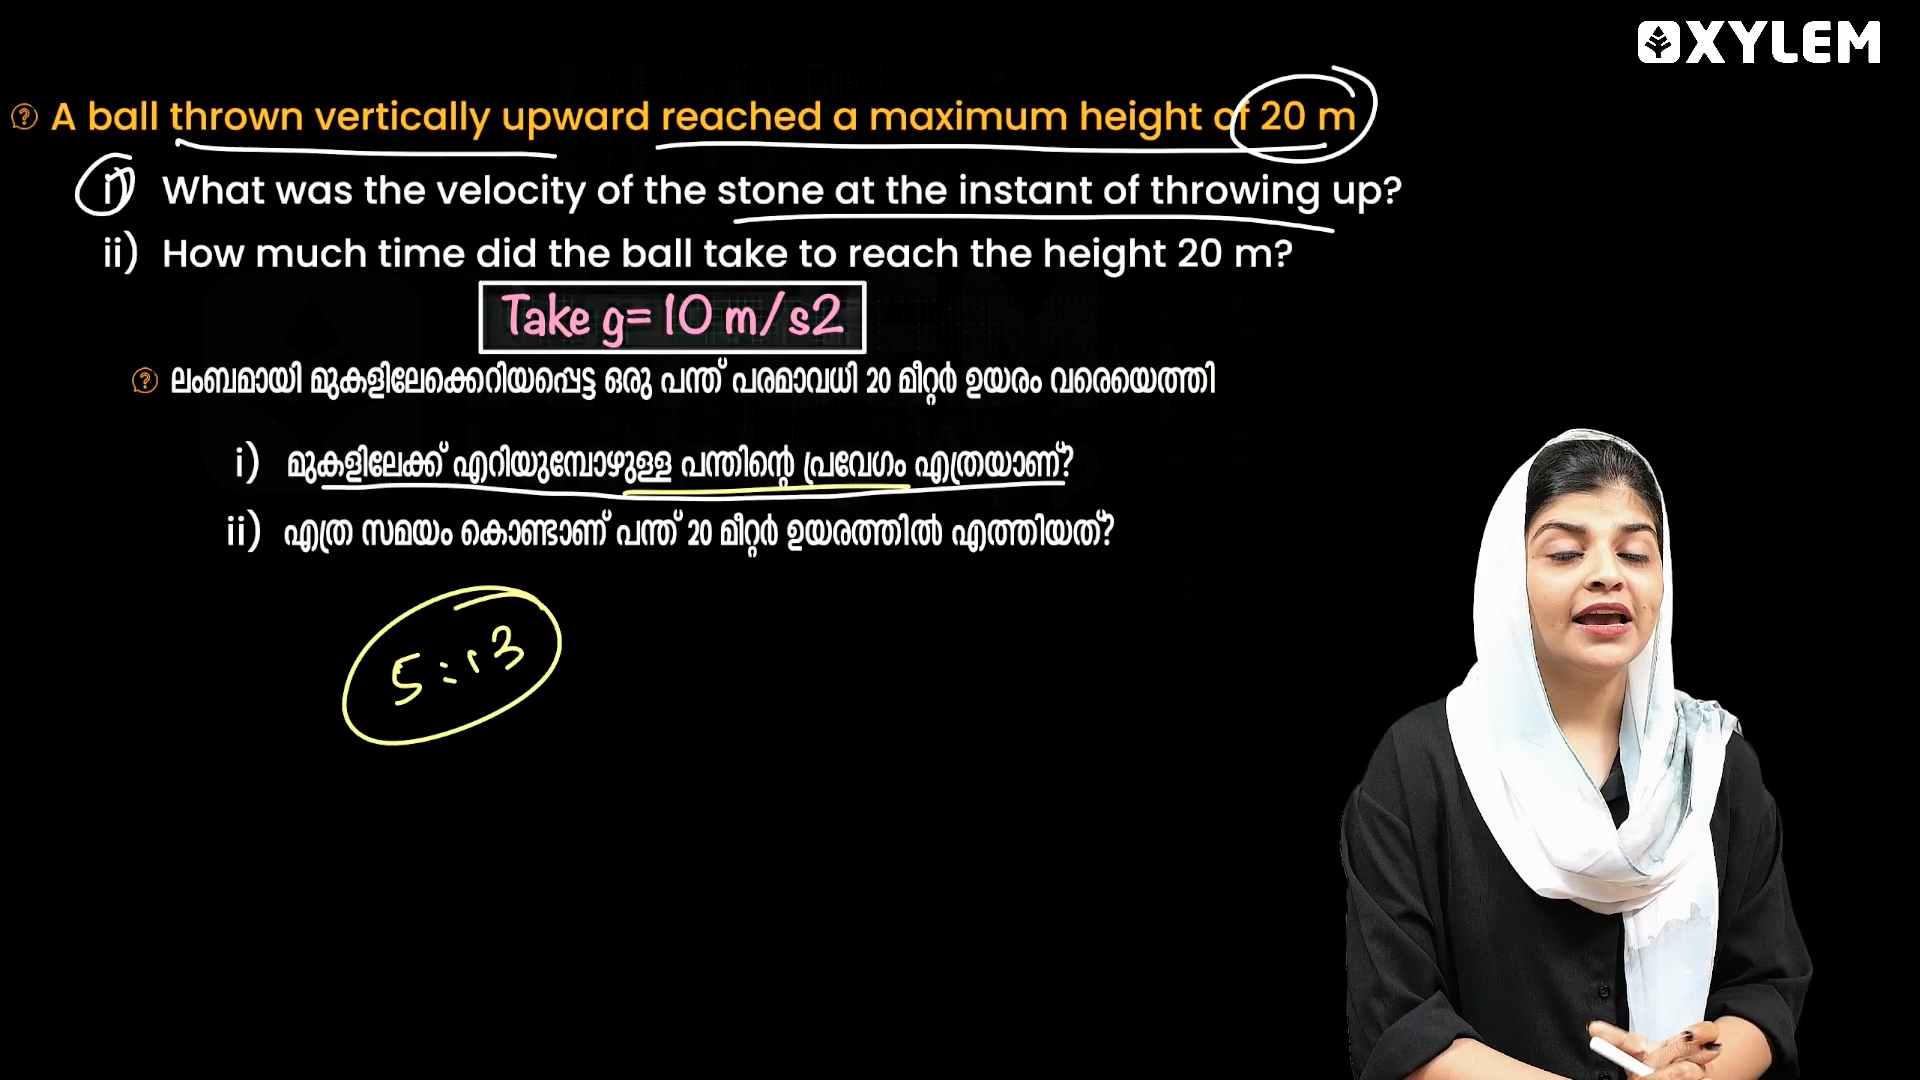 XYLEM
A ball thrown vertically upward reached a maximum height of 20 m
i) What was the velocity of the stone at the instant of throwing up?
ii) How much time did the ball take to reach the height 20 m?
Take g= 10 m/s2
ലംബമായി മുകളിലേക്കെറിയപ്പെട്ട ഒരു പന്ത് പരമാവധി 20 മീറ്റർ ഉയരം വരെയെത്തി
i) മുകളിലേക്ക് എറിയുമ്പോഴുള്ള പന്തിന്റെ പ്രവേഗം എത്രയാണ്?
ii) എത്ര സമയം കൊണ്ടാണ് പന്ത് 20 മീറ്റർ ഉയരത്തിൽ എത്തിയത്?
5:13